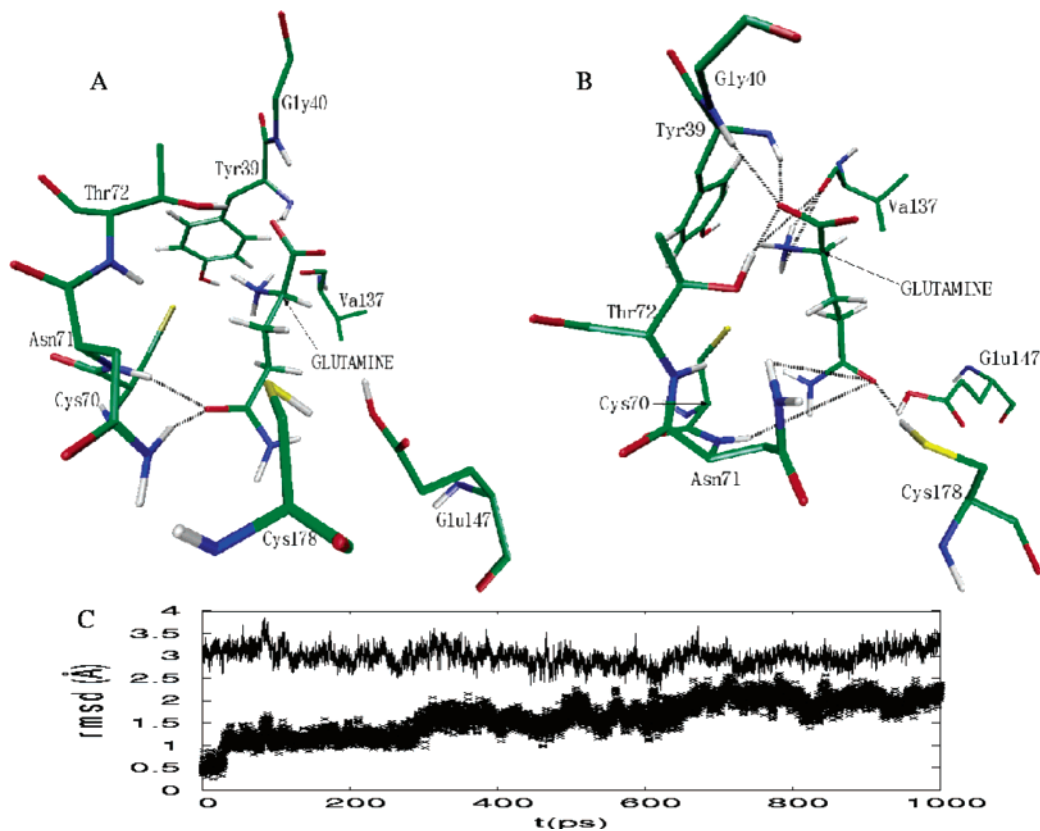 A
Gly40
Tyr39
Thr72
Val37
Asn71
GLUTAMINE
Cys70
Glu147
Cys178
B
Gly40
Tyr39
Val37
GLUTAMINE
Thr72
Glu147
Cys70
Asn71
Cys178
C
rmsd (Å)
4
3.5
3
2.5
2
1.5
1
0.5
0
0 200 400 600 800 1000
t(ps)